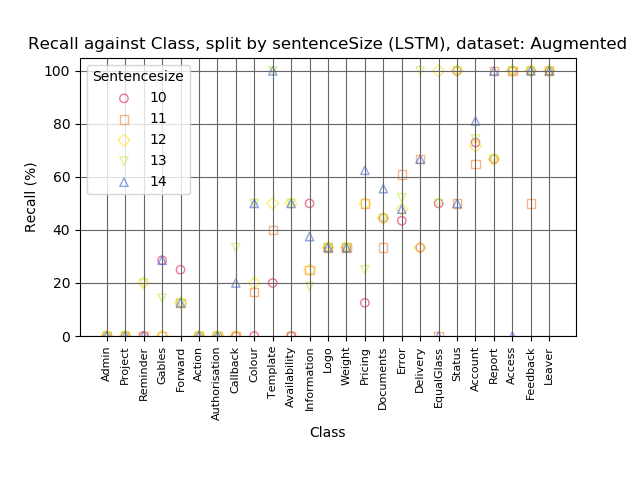 Recall against Class, split by sentenceSize (LSTM), dataset: Augmented
Recall (%)
100
80
60
40
20
0
Sentencesize
10
11
12
13
14
Admin
Project
Reminder
Gables
Forward
Action
Authorisation
Callback
Colour
Template
Availability
Information
Logo
Weight
Pricing
Documents
Error
Delivery
EqualGlass
Status
Account
Report
Access
Feedback
Leaver
Class